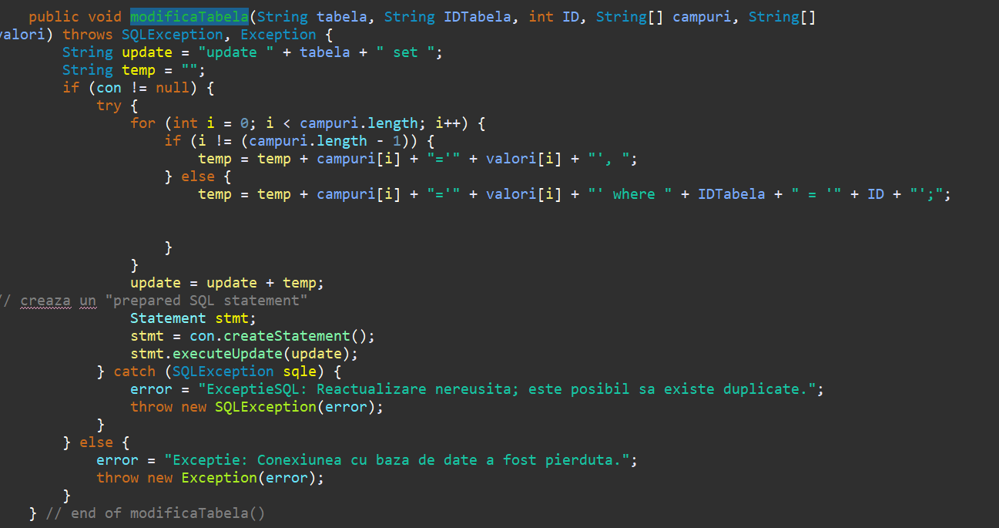 public void modificaTabela(String tabela, String IDTabela, int ID, String[] campuri, String[]
valori) throws SQLException, Exception {
String update = "update " + tabela + " set ";
String temp = "";
if (con != null) {
try {
for (int i = 0; i < campuri.length; i++) {
if (i != (campuri.length - 1)) {
temp = temp + campuri[i] + "='" + valori[i] + "', ";
} else {
temp = temp + campuri[i] + "='" + valori[i] + "' where " + IDTabela + " = '" + ID + "';";
}
}
update = update + temp;
// creaza un "prepared SQL statement"
Statement stmt;
stmt = con.createStatement();
stmt.executeUpdate(update);
} catch (SQLException sqle) {
error = "ExceptieSQL: Reactualizare nereusita; este posibil sa existe duplicate.";
throw new SQLException(error);
}
} else {
error = "Exceptie: Conexiunea cu baza de date a fost pierduta.";
throw new Exception(error);
}
} // end of modificaTabela()